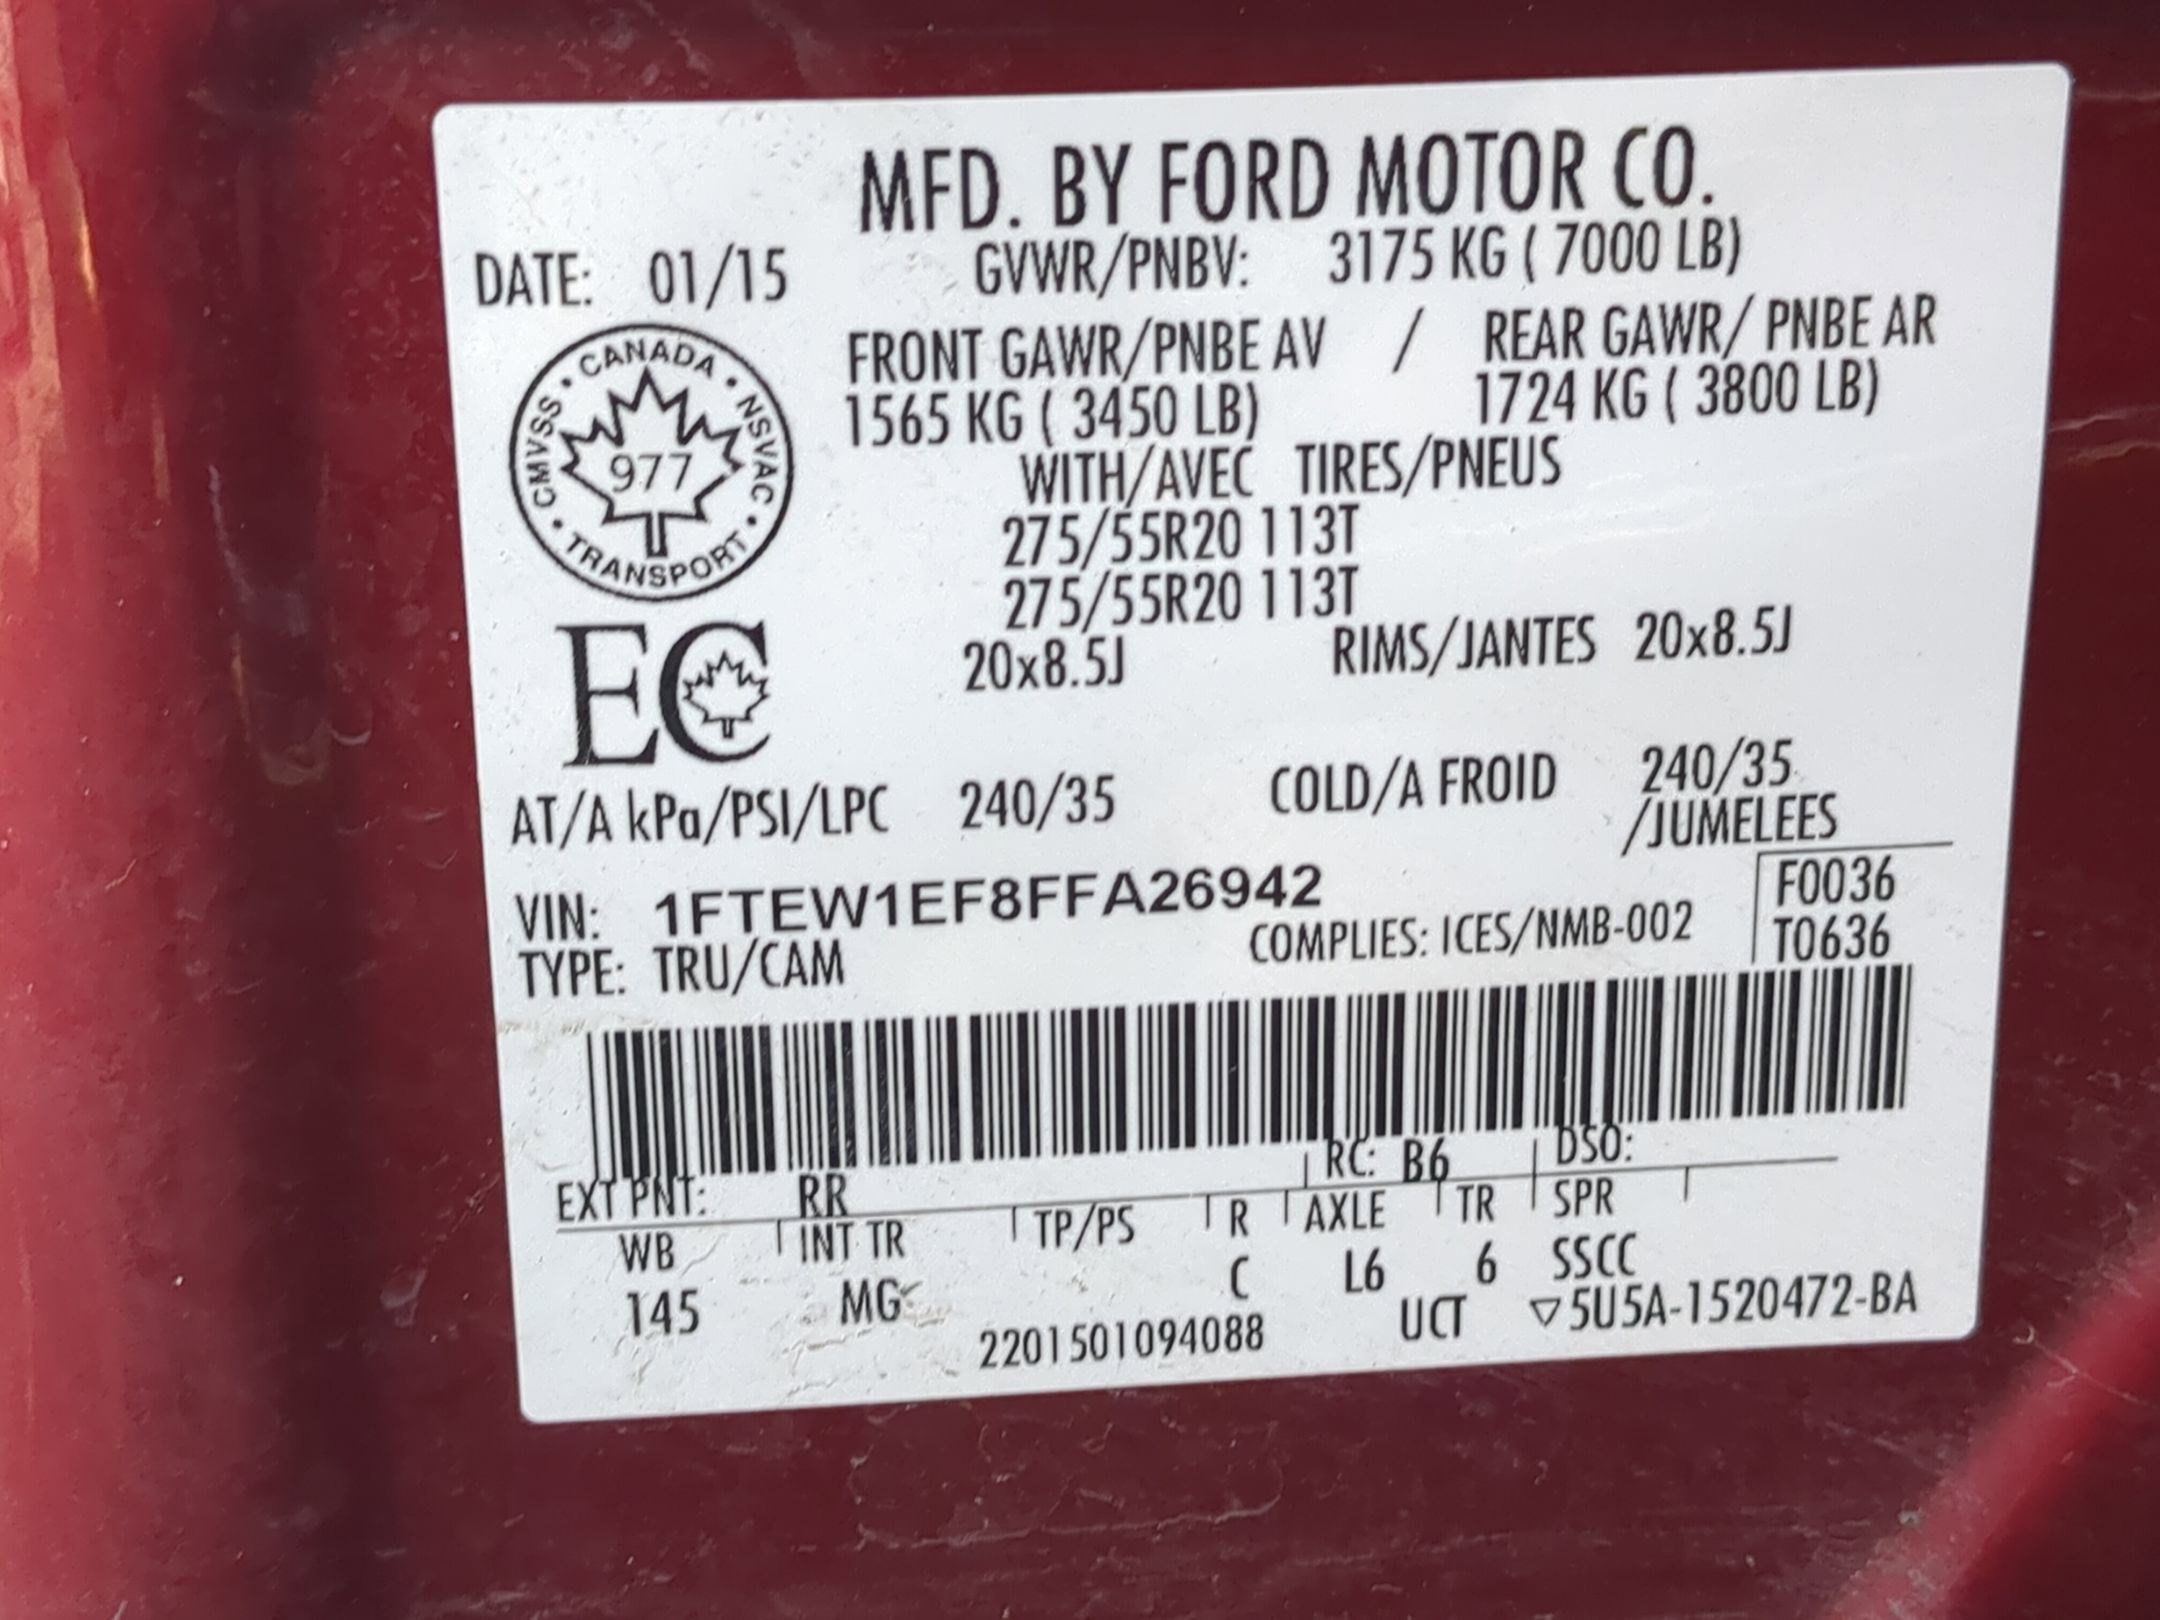 MFD. BY FORD MOTOR CO.
DATE: 01/15 GVWR/PNBV: 3175 KG ( 7000 LB)
FRONT GAWR/PNBE AV / REAR GAWR/ PNBE AR
1565 KG ( 3450 LB) 1724 KG ( 3800 LB)
WITH/AVEC TIRES/PNEUS
275/55R20 113T
275/55R20 113T
20x8.5J RIMS/JANTES 20x8.5J
CANADA • NSVAC • TRANSPORT • CMVSS •
977
EC
AT/A kPa/PSI/LPC 240/35 COLD/A FROID 240/35
/JUMELEES
VIN: 1FTEW1EF8FFA26942 F0036
TYPE: TRU/CAM COMPLIES: ICES/NMB-002 T0636
EXT PNT: RR RC: B6 DSO:
WB INT TR TP/PS R AXLE TR SPR
145 MG C L6 6 SSCC
2201501094088 UCT ▽5U5A-1520472-BA